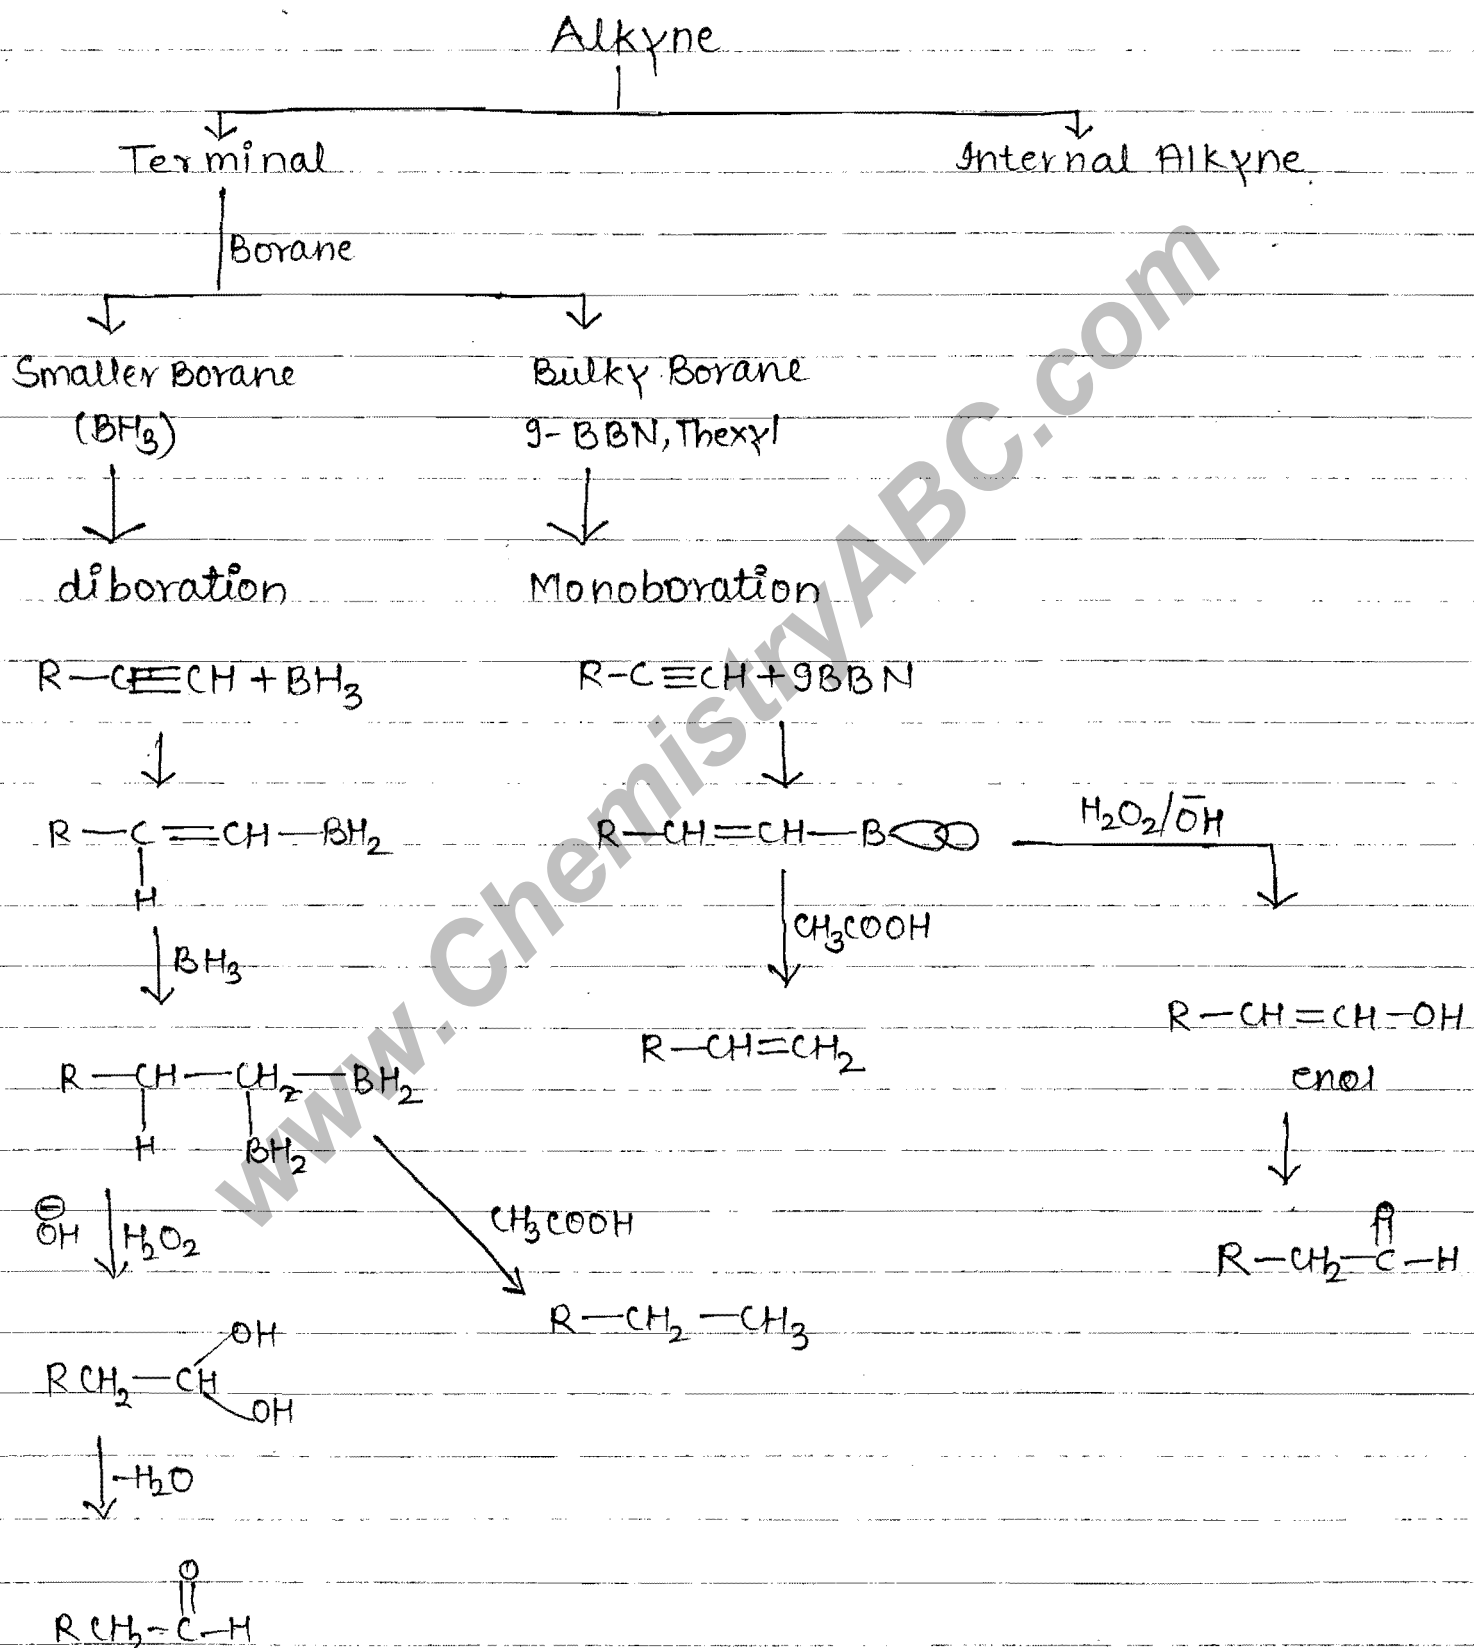 Alkyne
Terminal
Internal Alkyne
Borane
Smaller Borane
(BH3)
Bulky Borane
9-BBN, Thexyl
diboration
Monoboration
R—C≡CH + BH3
R-C≡CH + 9BBN
R—C=CH—BH2
H
R—CH=CH—B
H2O2/ŌH
BH3
CH3COOH
R—CH=CH-OH
enol
R—CH=CH2
R—CH—CH2—BH2
H BH2
⊖
OH H2O2
CH3COOH
O
R—CH2—C—H
R—CH2—CH3
OH
RCH2—CH
OH
-H2O
O
RCH2-C-H
www.ChemistryABC.com